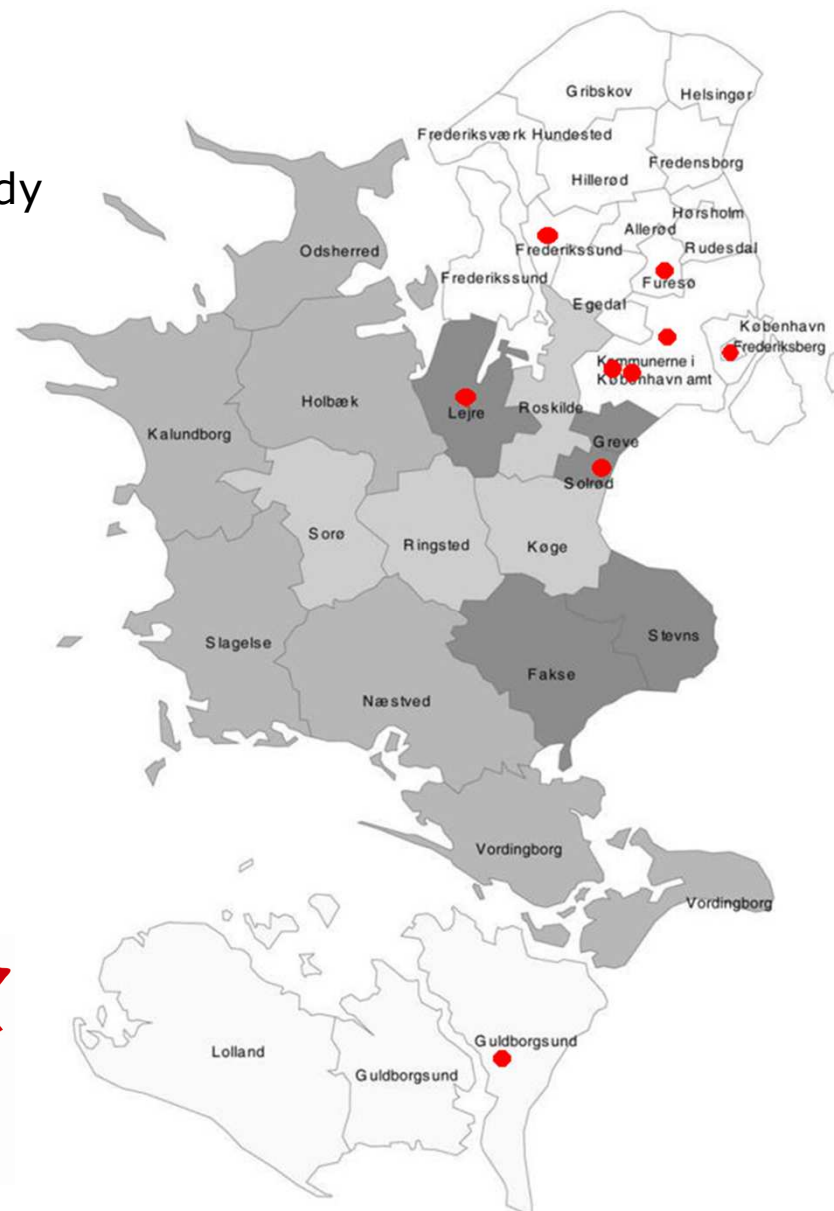 dy
Gribskov
Helsingør
Frederiksværk Hundested
Fredensborg
Hillerød
Hørsholm
Allerød
Rudesdal
Odsherred
Frederikssund
Frederikssund
Furesø
Egedal
København
Frederiksberg
Kommunerne i
København amt
Holbæk
Lejre
Roskilde
Kalundborg
Greve
Solrød
Sorø
Ringsted
Køge
Slagelse
Stevns
Fakse
Næstved
Vordingborg
Vordingborg
Guldborgsund
Lolland
Guldborgsund